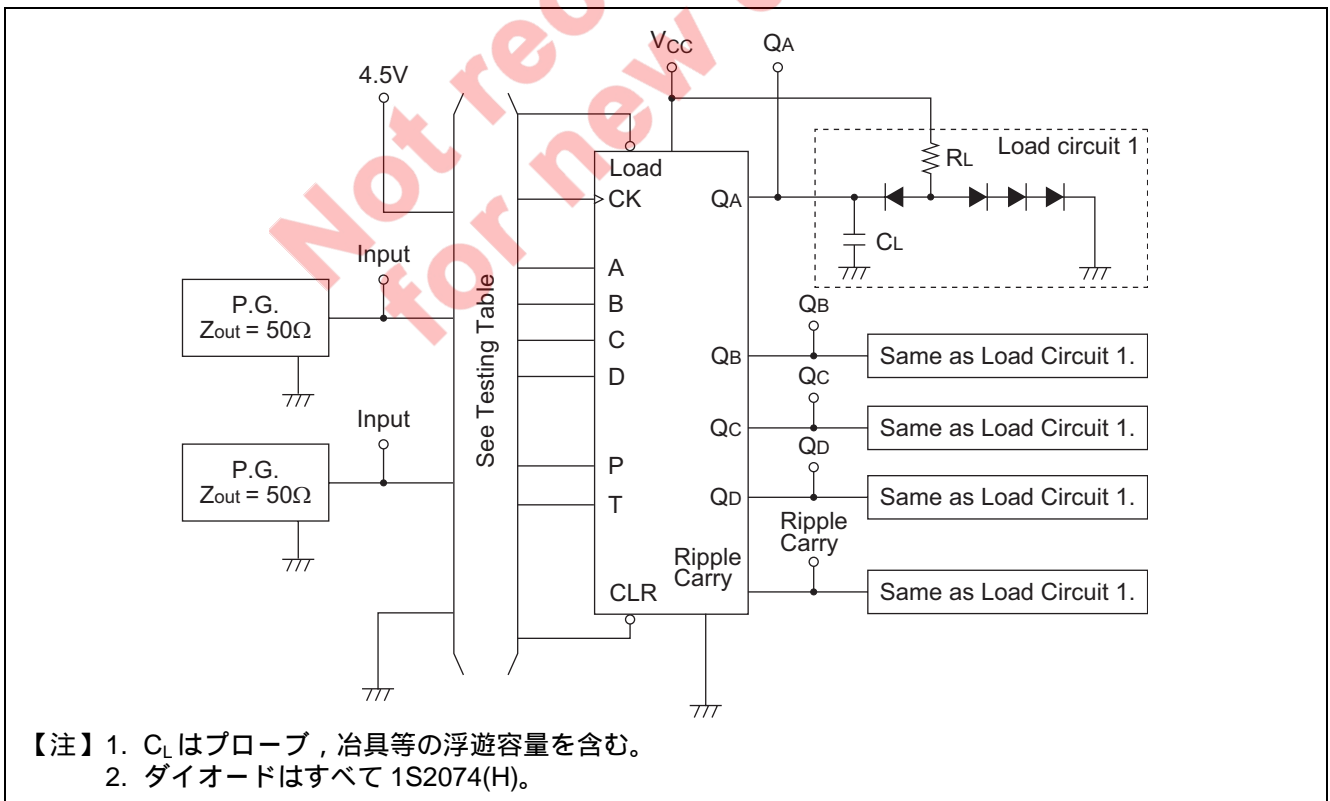 Not rec
for new
VCC
QA
4.5V
Load circuit 1
RL
Load
CK
QA
CL
Input
A
P.G.
Zout = 50Ω
See Testing Table
B
C
D
QB
QB
Same as Load Circuit 1.
QC
Input
QC
Same as Load Circuit 1.
QD
P.G.
Zout = 50Ω
P
T
QD
Same as Load Circuit 1.
Ripple
Carry
Ripple
Carry
CLR
Same as Load Circuit 1.
【注】1. CLはプローブ,冶具等の浮遊容量を含む。
2. ダイオードはすべて 1S2074(H)。